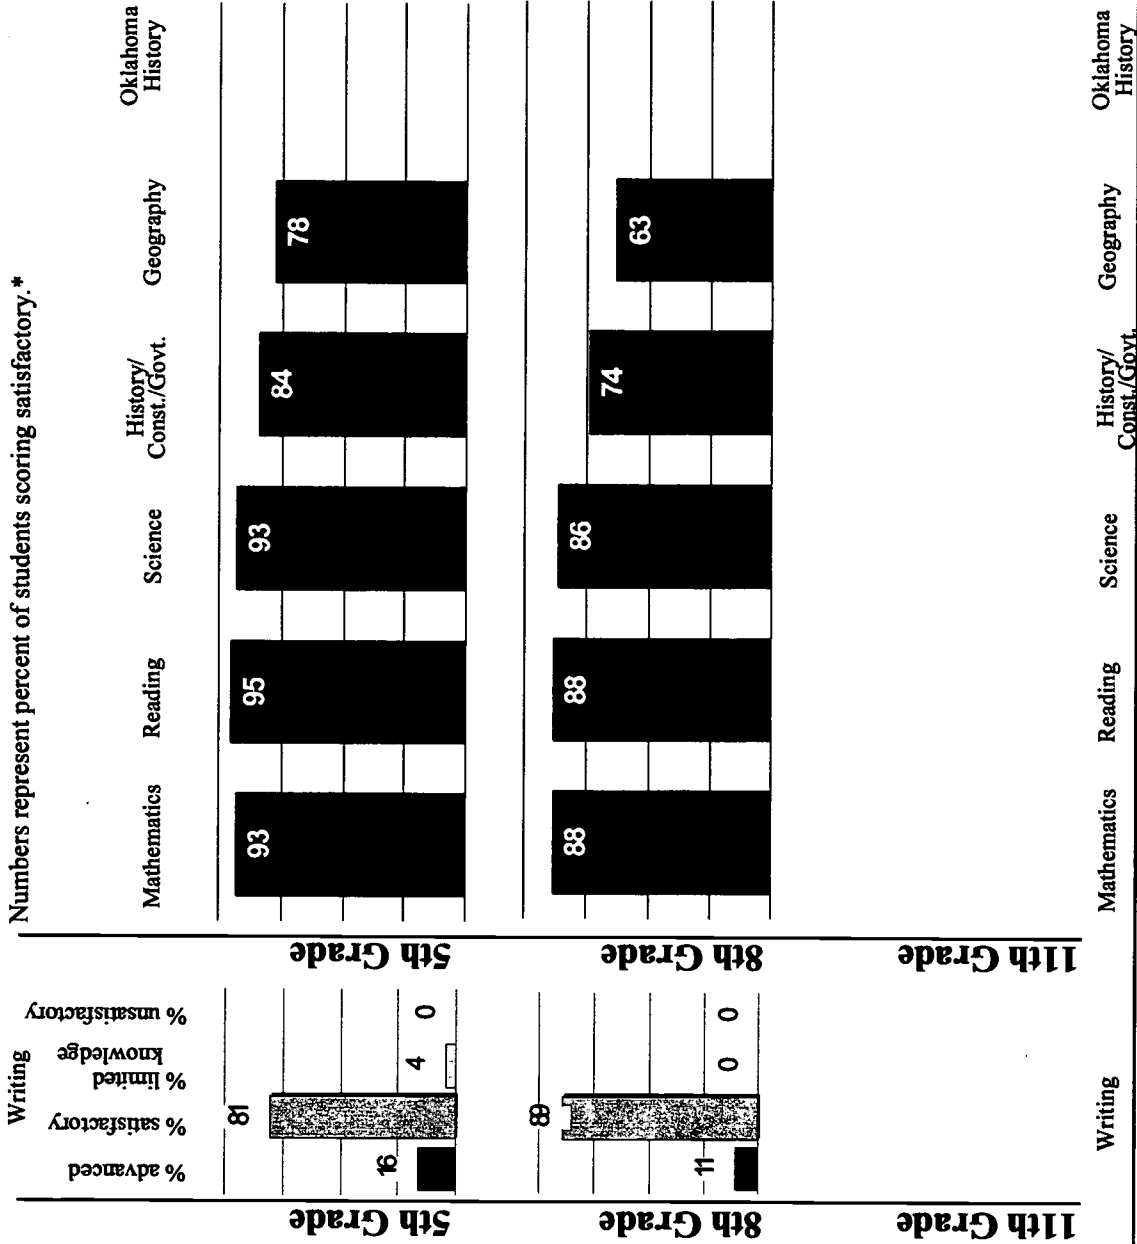 Numbers represent percent of students scoring satisfactory.*
Writing
% advanced
% satisfactory
% limited
knowledge
% unsatisfactory
Mathematics
Reading
Science
History/
Const./Govt.
Geography
Oklahoma
History
5th Grade
16
81
4
0
5th Grade
93
95
93
84
78
8th Grade
11
89
0
0
8th Grade
88
88
86
74
63
11th Grade
11th Grade
Writing
Mathematics
Reading
Science
History/
Const./Govt.
Geography
Oklahoma
History